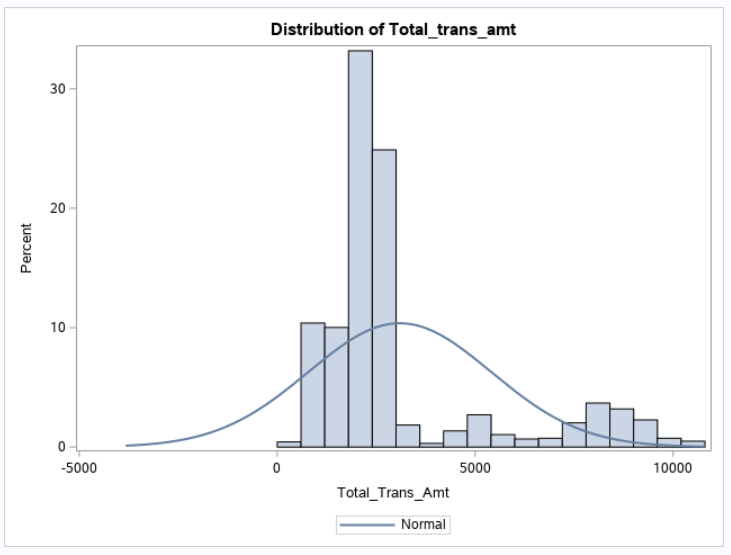 Distribution of Total_trans_amt
30
20
10
0
Percent
-5000 0 5000 10000
Total_Trans_Amt
Normal